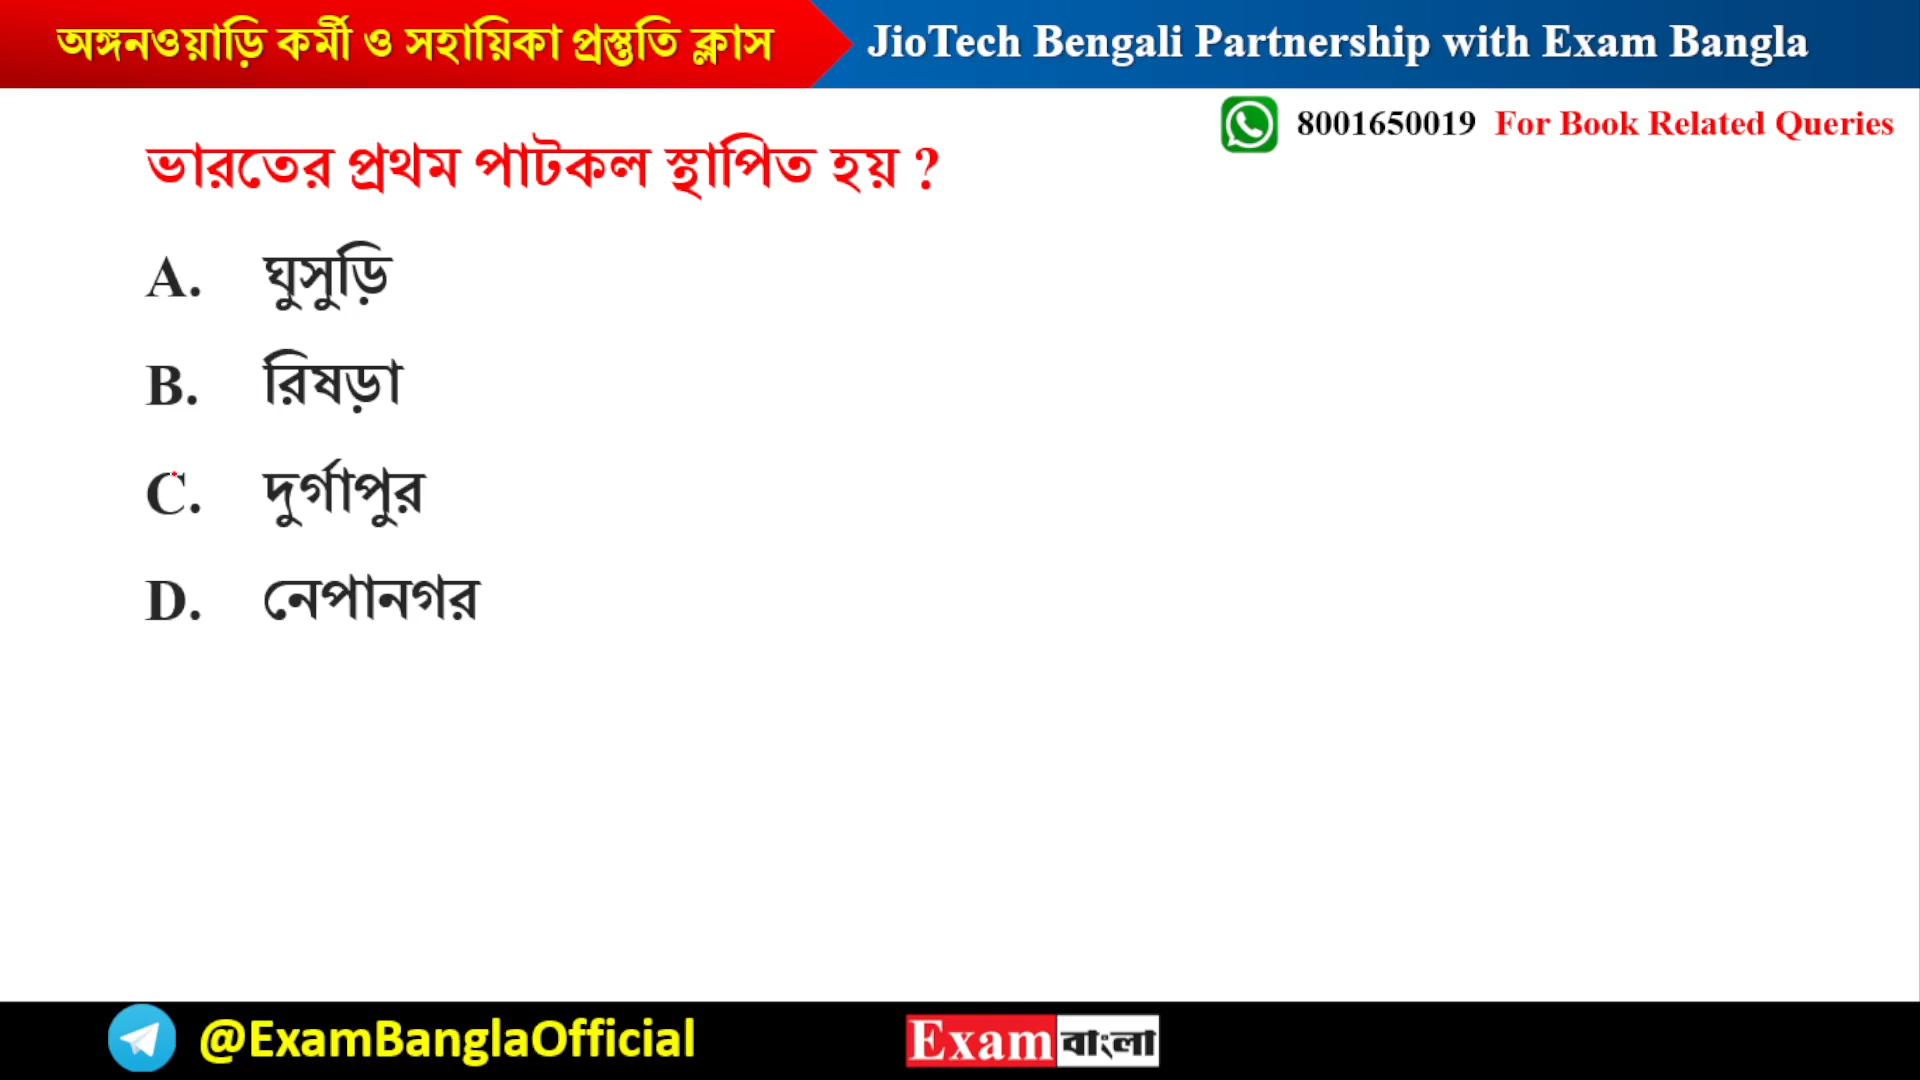 অঙ্গনওয়াড়ি কর্মী ও সহায়িকা প্রস্তুতি ক্লাস
JioTech Bengali Partnership with Exam Bangla
8001650019 For Book Related Queries
ভারতের প্রথম পাটকল স্থাপিত হয় ?
A. ঘুসুড়ি
B. রিষড়া
C. দুর্গাপুর
D. নেপানগর
@ExamBanglaOfficial
Exam বাংলা